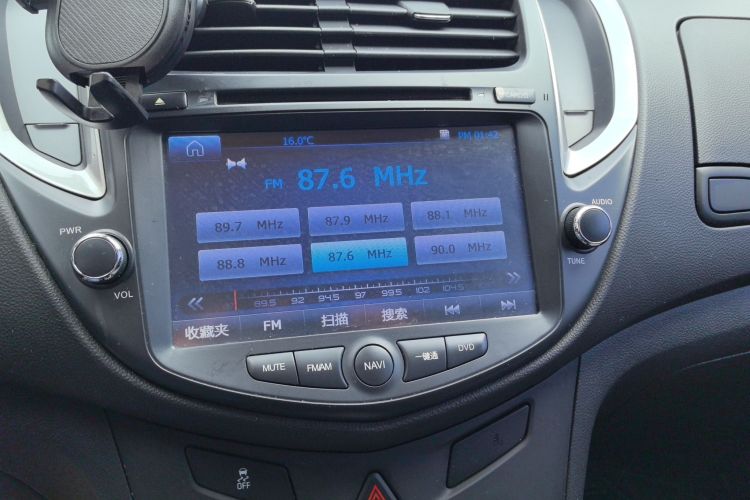 16.0℃ PM 01:42
FM 87.6 MHz
AUDIO
89.7 MHz 87.9 MHz 88.1 MHz
PWR
88.8 MHz 87.6 MHz 90.0 MHz
TUNE
VOL
89.5 92 94.5 97 99.5 102 104.5
收藏夹 FM 扫描 搜索
MUTE FM/AM NAVI 一键通 DVD
OFF